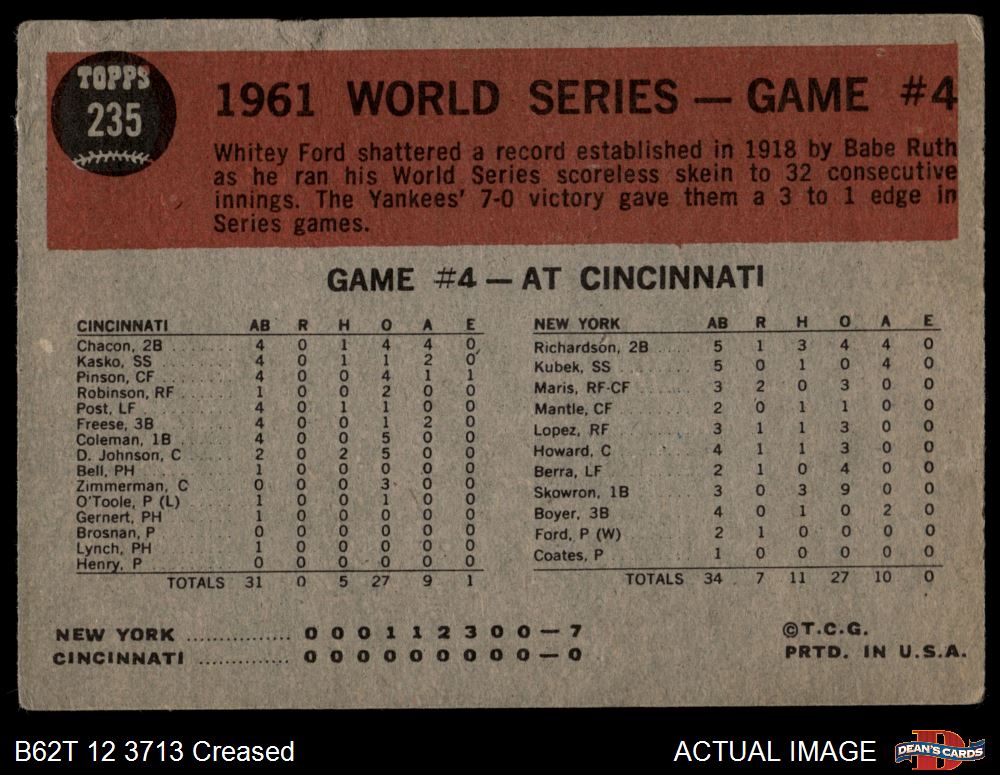 TOPPS
235
1961 WORLD SERIES — GAME #4
Whitey Ford shattered a record established in 1918 by Babe Ruth
as he ran his World Series scoreless skein to 32 consecutive
innings. The Yankees' 7-0 victory gave them a 3 to 1 edge in
Series games.
GAME #4 — AT CINCINNATI
CINCINNATI AB R H O A E
Chacon, 2B 4 0 1 4 4 0
Kasko, SS 4 0 1 1 2 0
Pinson, CF 4 0 0 4 1 1
Robinson, RF 1 0 0 2 0 0
Post, LF 4 0 1 1 0 0
Freese, 3B 4 0 0 1 2 0
Coleman, 1B 4 0 0 5 0 0
D. Johnson, C 2 0 2 5 0 0
Bell, PH 1 0 0 0 0 0
Zimmerman, C 0 0 0 3 0 0
O'Toole, P (L) 1 0 0 1 0 0
Gernert, PH 1 0 0 0 0 0
Brosnan, P 0 0 0 0 0 0
Lynch, PH 1 0 0 0 0 0
Henry, P 0 0 0 0 0 0
TOTALS 31 0 5 27 9 1
NEW YORK AB R H O A E
Richardson, 2B 5 1 3 4 4 0
Kubek, SS 5 0 1 0 4 0
Maris, RF-CF 3 2 0 3 0 0
Mantle, CF 2 0 1 1 0 0
Lopez, RF 3 1 1 3 0 0
Howard, C 4 1 1 3 0 0
Berra, LF 2 1 0 4 0 0
Skowron, 1B 3 0 3 9 0 0
Boyer, 3B 4 0 1 0 2 0
Ford, P (W) 2 1 0 0 0 0
Coates, P 1 0 0 0 0 0
TOTALS 34 7 11 27 10 0
NEW YORK ............... 0 0 0 1 1 2 3 0 0 — 7
CINCINNATI ............. 0 0 0 0 0 0 0 0 0 — 0
©T.C.G.
PRTD. IN U.S.A.
B62T 12 3713 Creased
ACTUAL IMAGE
D
DEAN'S CARDS